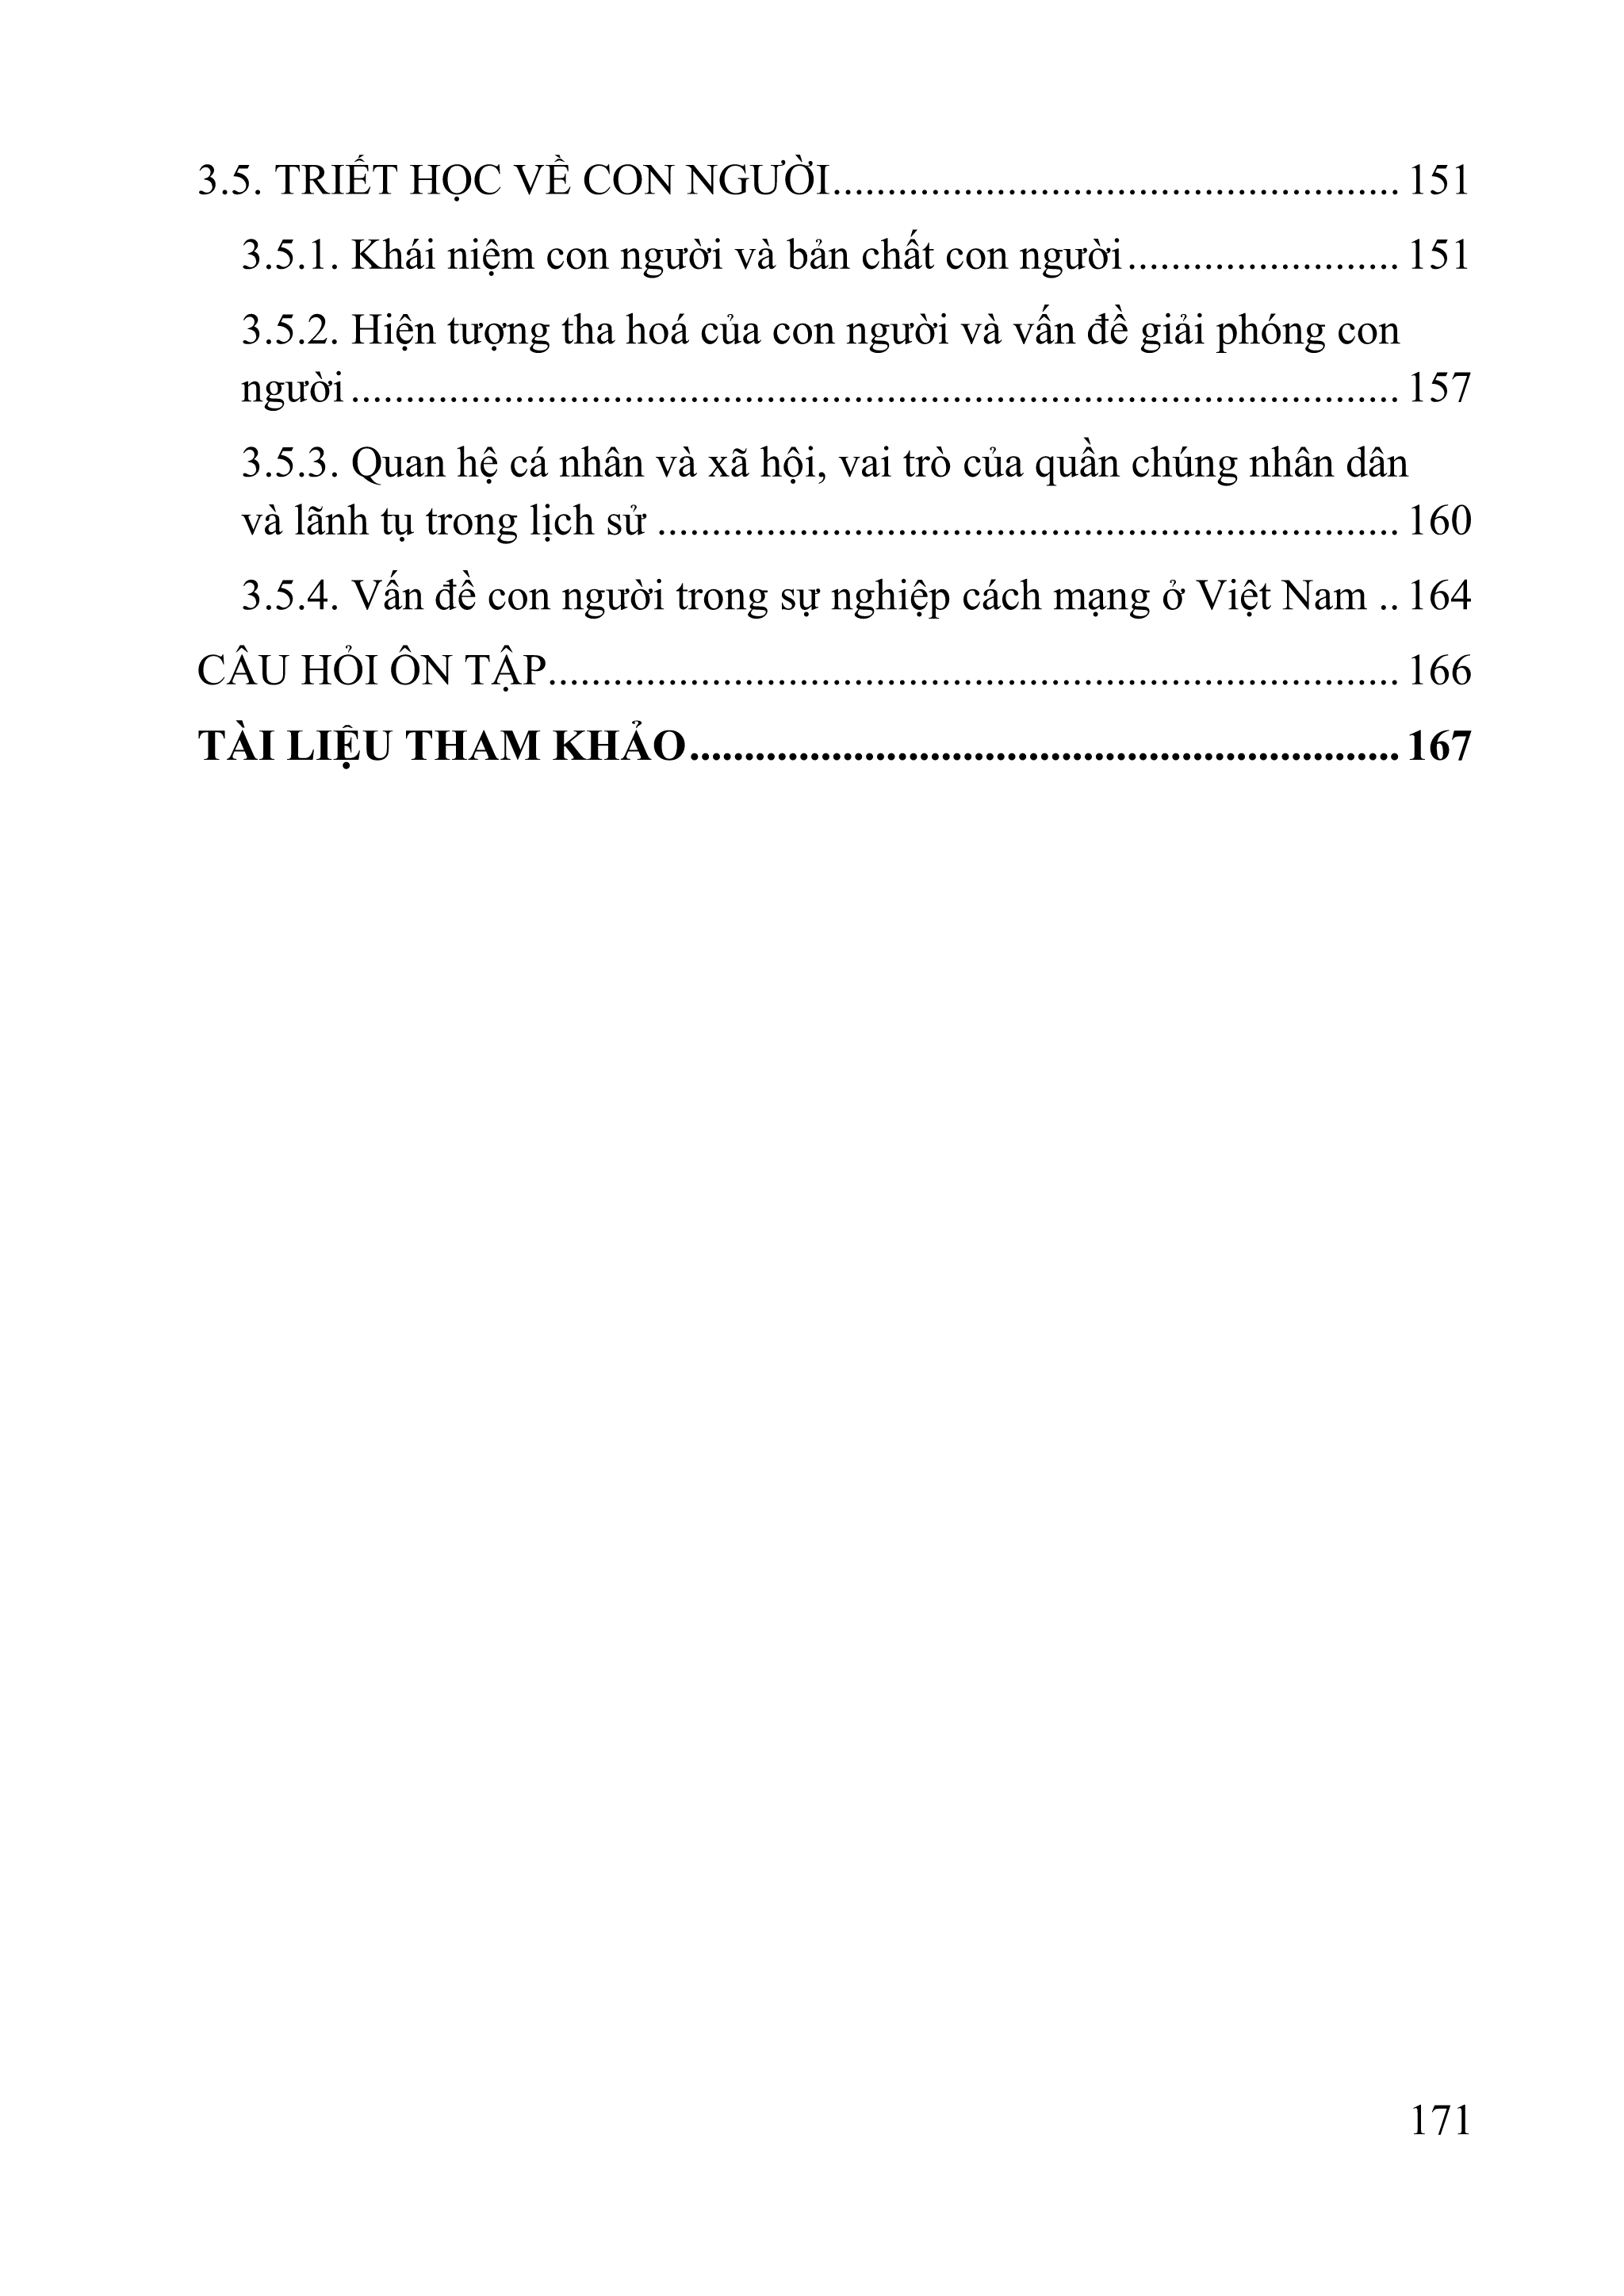 3.5. TRIẾT HỌC VỀ CON NGƯỜI.................................................... 151
3.5.1. Khái niệm con người và bản chất con người......................... 151
3.5.2. Hiện tượng tha hoá của con người và vấn đề giải phóng con
người................................................................................................ 157
3.5.3. Quan hệ cá nhân và xã hội, vai trò của quần chúng nhân dân
và lãnh tụ trong lịch sử .................................................................... 160
3.5.4. Vấn đề con người trong sự nghiệp cách mạng ở Việt Nam .. 164
CÂU HỎI ÔN TẬP.............................................................................. 166
TÀI LIỆU THAM KHẢO................................................................. 167
171